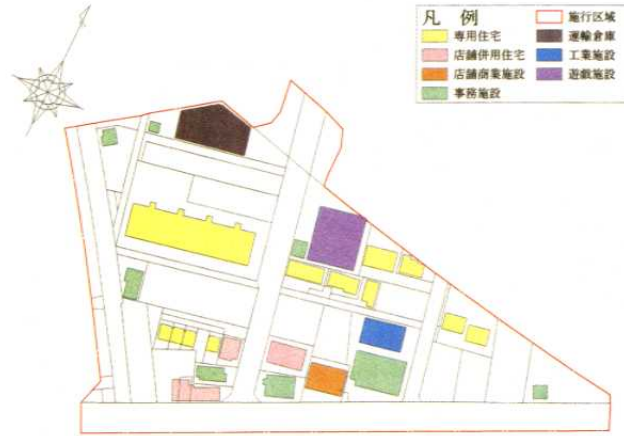 凡 例
専用住宅
店舗併用住宅
店舗商業施設
事務施設
施行区域
運輸倉庫
工業施設
遊戯施設